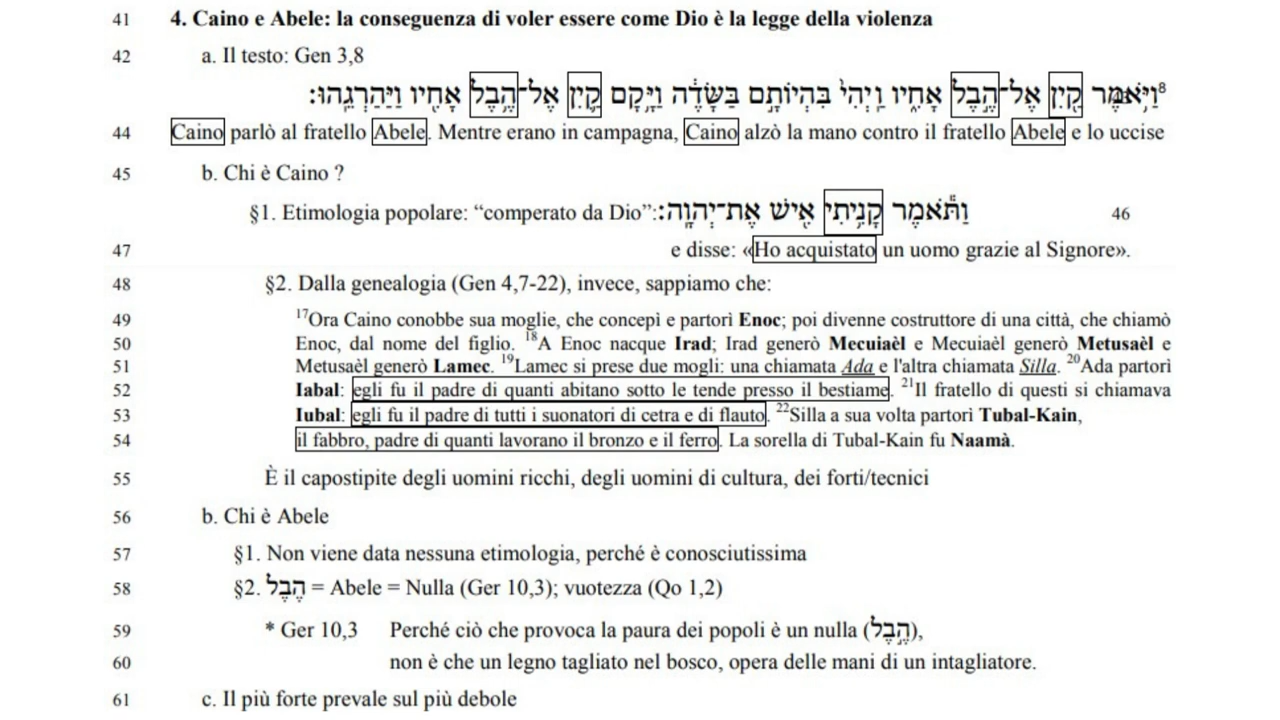 41 4. Caino e Abele: la conseguenza di voler essere come Dio è la legge della violenza
42 a. Il testo: Gen 3,8
⁸וַיֹּ֥אמֶר קַ֖יִן אֶל־הֶ֣בֶל אָחִ֑יו וַֽיְהִי֙ בִּהְיוֹתָ֣ם בַּשָּׂדֶ֔ה וַיָּ֥קָם קַ֛יִן אֶל־הֶ֥בֶל אָחִ֖יו וַיַּהַרְגֵֽהוּ׃
44 Caino parlò al fratello Abele. Mentre erano in campagna, Caino alzò la mano contro il fratello Abele e lo uccise
45 b. Chi è Caino ?
§1. Etimologia popolare: “comperato da Dio”: וַתֹּ֕אמֶר קָנִ֥יתִי אִ֖ישׁ אֶת־יְהוָֽה׃ 46
47 e disse: «Ho acquistato un uomo grazie al Signore».
48 §2. Dalla genealogia (Gen 4,7-22), invece, sappiamo che:
49 ¹⁷Ora Caino conobbe sua moglie, che concepì e partorì Enoc; poi divenne costruttore di una città, che chiamò
50 Enoc, dal nome del figlio. ¹⁸A Enoc nacque Irad; Irad generò Mecuiaèl e Mecuiaèl generò Metusaèl e
51 Metusaèl generò Lamec. ¹⁹Lamec si prese due mogli: una chiamata Ada e l'altra chiamata Silla. ²⁰Ada partorì
52 Iabal: egli fu il padre di quanti abitano sotto le tende presso il bestiame. ²¹Il fratello di questi si chiamava
53 Iubal: egli fu il padre di tutti i suonatori di cetra e di flauto. ²²Silla a sua volta partorì Tubal-Kain,
54 il fabbro, padre di quanti lavorano il bronzo e il ferro. La sorella di Tubal-Kain fu Naamà.
55 È il capostipite degli uomini ricchi, degli uomini di cultura, dei forti/tecnici
56 b. Chi è Abele
57 §1. Non viene data nessuna etimologia, perché è conosciutissima
58 §2. הֶבֶל = Abele = Nulla (Ger 10,3); vuotezza (Qo 1,2)
59 * Ger 10,3 Perché ciò che provoca la paura dei popoli è un nulla (הֶ֣בֶל),
60 non è che un legno tagliato nel bosco, opera delle mani di un intagliatore.
61 c. Il più forte prevale sul più debole